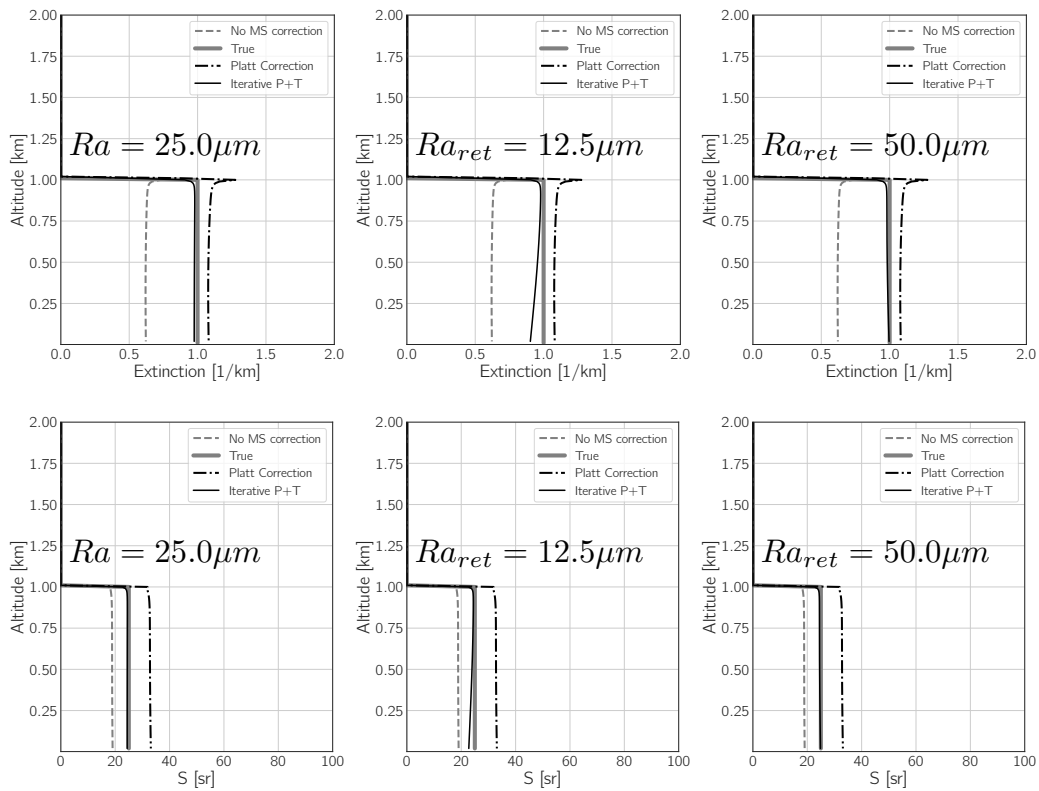 2.00
1.75
1.50
1.25
1.00
0.75
0.50
0.25
Altitude [km]
No MS correction
True
Platt Correction
Iterative P+T
Ra = 25.0μm
0.0 0.5 1.0 1.5 2.0
Extinction [1/km]
2.00
1.75
1.50
1.25
1.00
0.75
0.50
0.25
Altitude [km]
No MS correction
True
Platt Correction
Iterative P+T
Ra_ret = 12.5μm
0.0 0.5 1.0 1.5 2.0
Extinction [1/km]
2.00
1.75
1.50
1.25
1.00
0.75
0.50
0.25
Altitude [km]
No MS correction
True
Platt Correction
Iterative P+T
Ra_ret = 50.0μm
0.0 0.5 1.0 1.5 2.0
Extinction [1/km]
2.00
1.75
1.50
1.25
1.00
0.75
0.50
0.25
Altitude [km]
No MS correction
True
Platt Correction
Iterative P+T
Ra = 25.0μm
0 20 40 60 80 100
S [sr]
2.00
1.75
1.50
1.25
1.00
0.75
0.50
0.25
Altitude [km]
No MS correction
True
Platt Correction
Iterative P+T
Ra_ret = 12.5μm
0 20 40 60 80 100
S [sr]
2.00
1.75
1.50
1.25
1.00
0.75
0.50
0.25
Altitude [km]
No MS correction
True
Platt Correction
Iterative P+T
Ra_ret = 50.0μm
0 20 40 60 80 100
S [sr]